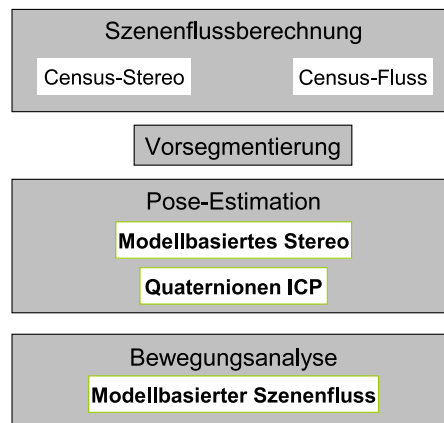 Szenenflussberechnung
Census-Stereo Census-Fluss
Vorsegmentierung
Pose-Estimation
Modellbasiertes Stereo
Quaternionen ICP
Bewegungsanalyse
Modellbasierter Szenenfluss